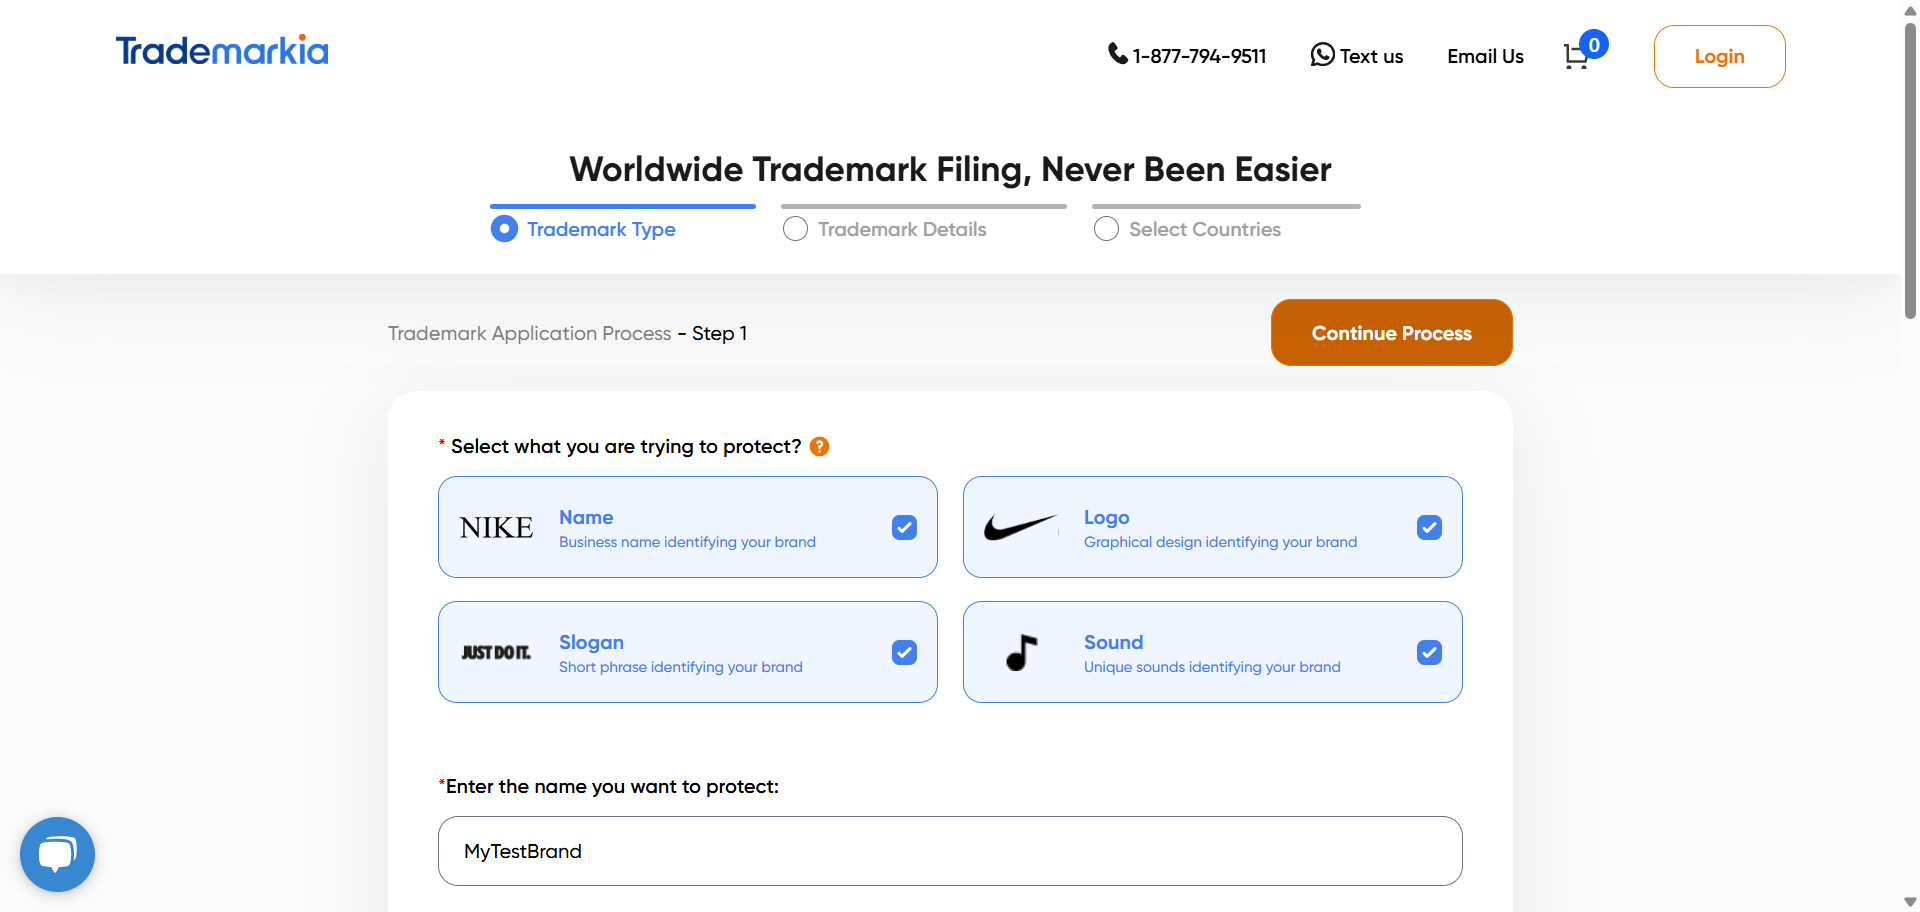 Trademarkia
1-877-794-9511
Text us
Email Us
0
Login
Worldwide Trademark Filing, Never Been Easier
Trademark Type
Trademark Details
Select Countries
Trademark Application Process - Step 1
Continue Process
* Select what you are trying to protect? ?
NIKE
Name
Business name identifying your brand
Logo
Graphical design identifying your brand
JUST DO IT.
Slogan
Short phrase identifying your brand
Sound
Unique sounds identifying your brand
*Enter the name you want to protect:
MyTestBrand